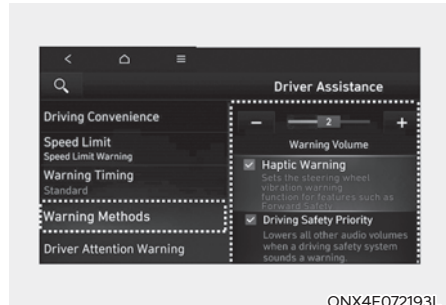 Driver Assistance
Driving Convenience
Speed Limit
Speed Limit Warning
Warning Timing
Standard
Warning Methods
Driver Attention Warning
− 2 +
Warning Volume
Haptic Warning
Sets the steering wheel
vibration warning
function for features such as
Forward Safety.
Driving Safety Priority
Lowers all other audio volumes
when a driving safety system
sounds a warning.